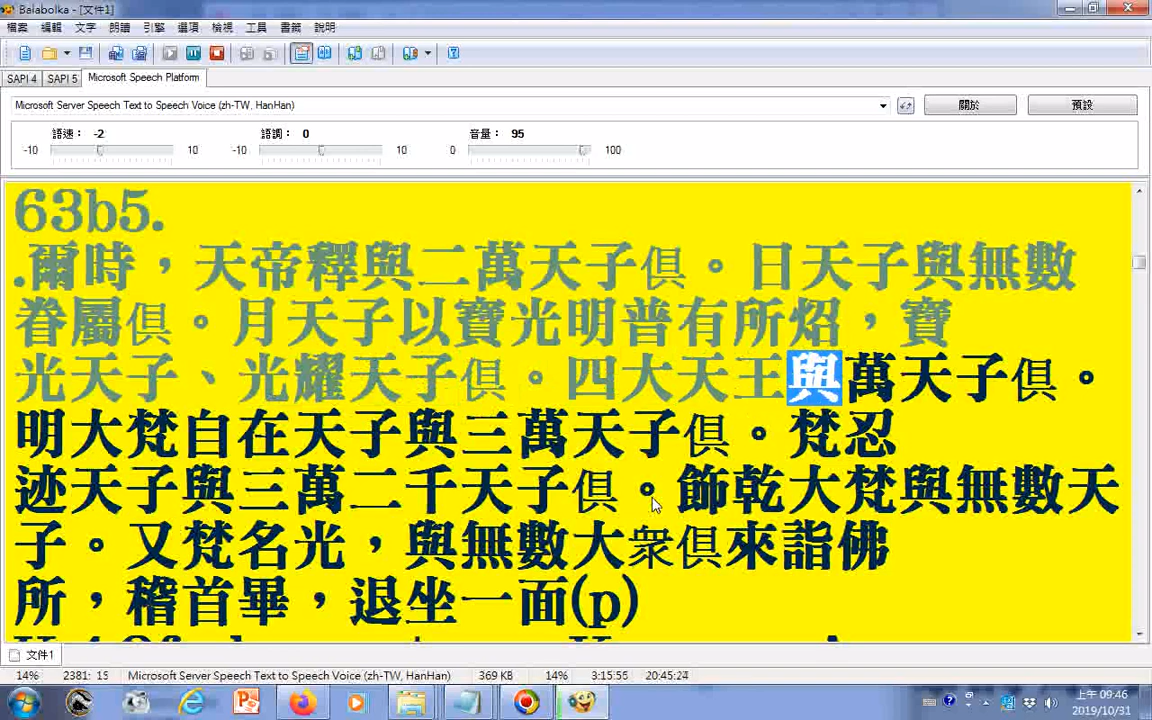 Balabolka - [文件1]
檔案 編輯 文字 朗讀 引擎 選項 檢視 工具 書籤 說明
SAPI 4 SAPI 5 Microsoft Speech Platform
Microsoft Server Speech Text to Speech Voice (zh-TW, HanHan) 關於 預設
語速： -2 語調： 0 音量： 95
-10 10 -10 10 0 100
63b5.
.爾時，天帝釋與二萬天子俱。日天子與無數
眷屬俱。月天子以寶光明普有所炤，寶
光天子、光耀天子俱。四大天王與萬天子俱。
明大梵自在天子與三萬天子俱。梵忍
迹天子與三萬二千天子俱。飾乾大梵與無數天
子。又梵名光，與無數大衆俱來詣佛
所，稽首畢，退坐一面(p)
文件1
14% 2381: 15 Microsoft Server Speech Text to Speech Voice (zh-TW, HanHan) 369 KB 14% 3:15:55 20:45:24
上午 09:46
2019/10/31